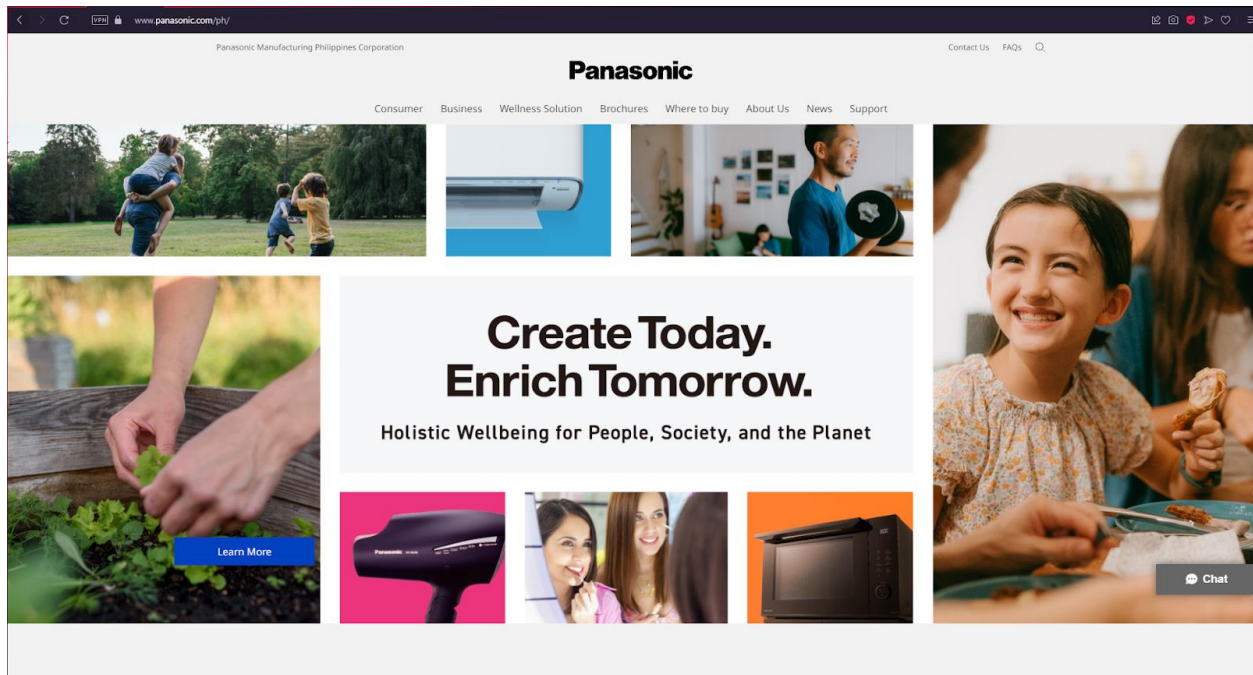 VPN www.panasonic.com/ph/
Panasonic Manufacturing Philippines Corporation
Contact Us FAQs
Panasonic
Consumer Business Wellness Solution Brochures Where to buy About Us News Support
Create Today.
Enrich Tomorrow.
Holistic Wellbeing for People, Society, and the Planet
Learn More
Panasonic
Chat